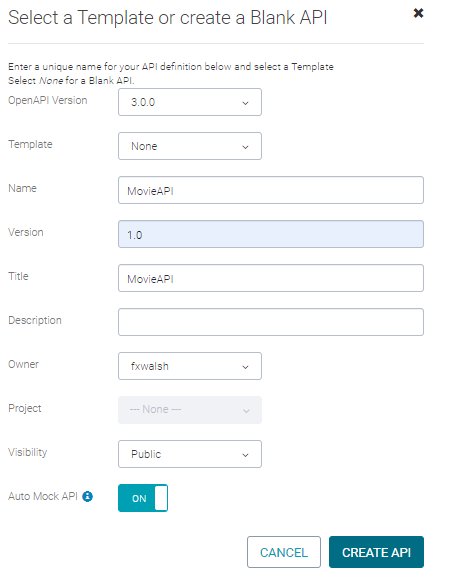 Select a Template or create a Blank API
Enter a unique name for your API definition below and select a Template
Select None for a Blank API.
OpenAPI Version 3.0.0
Template None
Name MovieAPI
Version 1.0
Title MovieAPI
Description
Owner fxwalsh
Project --- None ---
Visibility Public
Auto Mock API ON
CANCEL CREATE API